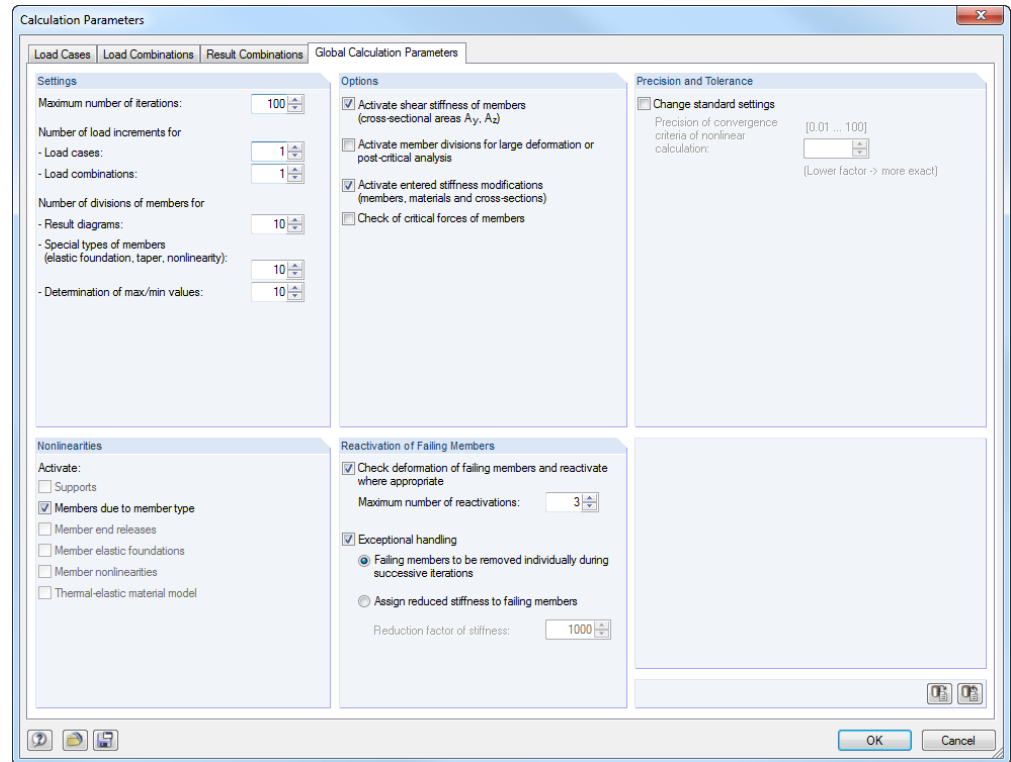 Calculation Parameters
Load Cases
Load Combinations
Result Combinations
Global Calculation Parameters
Settings
Maximum number of iterations:
100
Number of load increments for
- Load cases:
1
- Load combinations:
1
Number of divisions of members for
- Result diagrams:
10
- Special types of members
(elastic foundation, taper, nonlinearity):
10
- Determination of max/min values:
10
Options
Activate shear stiffness of members
(cross-sectional areas Ay, Az)
Activate member divisions for large deformation or
post-critical analysis
Activate entered stiffness modifications
(members, materials and cross-sections)
Check of critical forces of members
Precision and Tolerance
Change standard settings
Precision of convergence
criteria of nonlinear
calculation:
[0.01 ... 100]
(Lower factor -> more exact)
Nonlinearities
Activate:
Supports
Members due to member type
Member end releases
Member elastic foundations
Member nonlinearities
Thermal-elastic material model
Reactivation of Failing Members
Check deformation of failing members and reactivate
where appropriate
Maximum number of reactivations:
3
Exceptional handling
Failing members to be removed individually during
successive iterations
Assign reduced stiffness to failing members
Reduction factor of stiffness:
1000
OK
Cancel